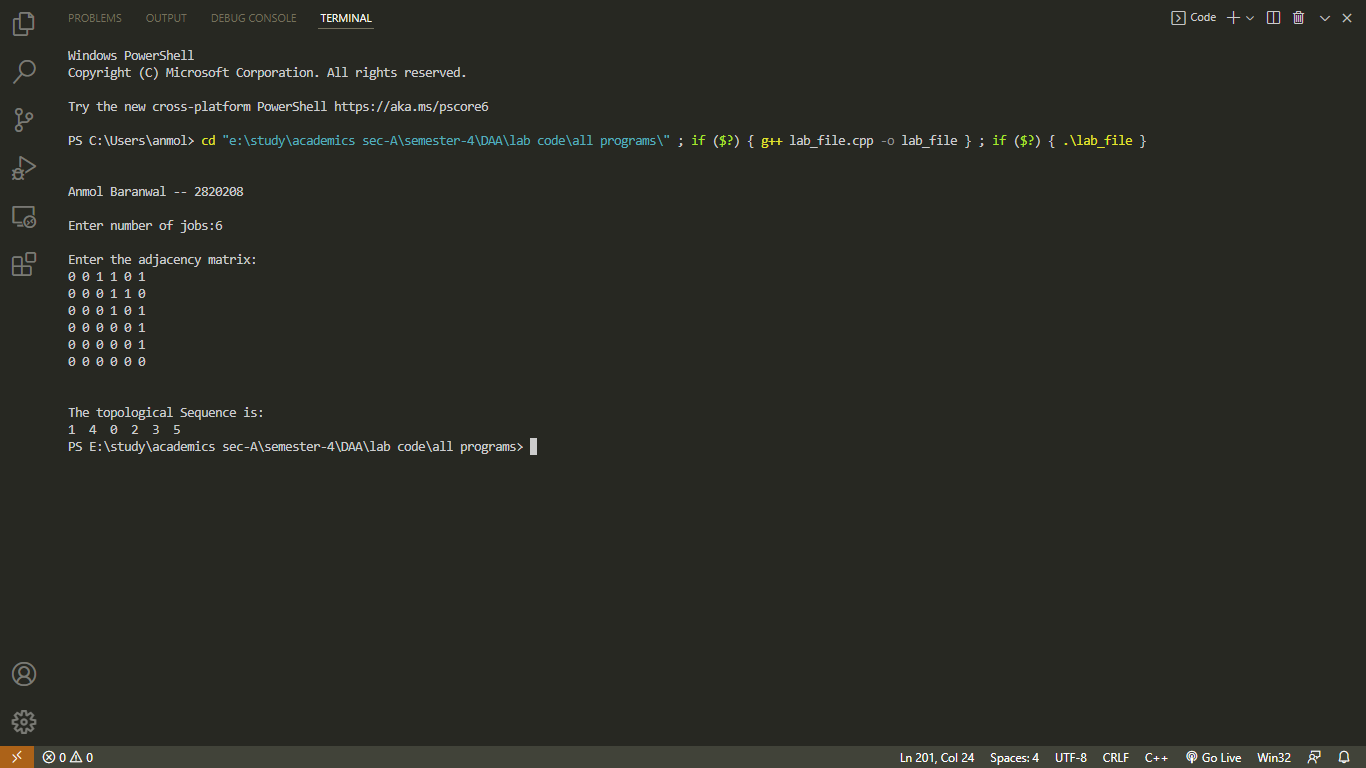 PROBLEMS OUTPUT DEBUG CONSOLE TERMINAL Code
Windows PowerShell
Copyright (C) Microsoft Corporation. All rights reserved.
Try the new cross-platform PowerShell https://aka.ms/pscore6
PS C:\Users\anmol> cd "e:\study\academics sec-A\semester-4\DAA\lab code\all programs\" ; if ($?) { g++ lab_file.cpp -o lab_file } ; if ($?) { .\lab_file }
Anmol Baranwal -- 2820208
Enter number of jobs:6
Enter the adjacency matrix:
0 0 1 1 0 1
0 0 0 1 1 0
0 0 0 1 0 1
0 0 0 0 0 1
0 0 0 0 0 1
0 0 0 0 0 0
The topological Sequence is:
1 4 0 2 3 5
PS E:\study\academics sec-A\semester-4\DAA\lab code\all programs>
0 0 Ln 201, Col 24 Spaces: 4 UTF-8 CRLF C++ Go Live Win32